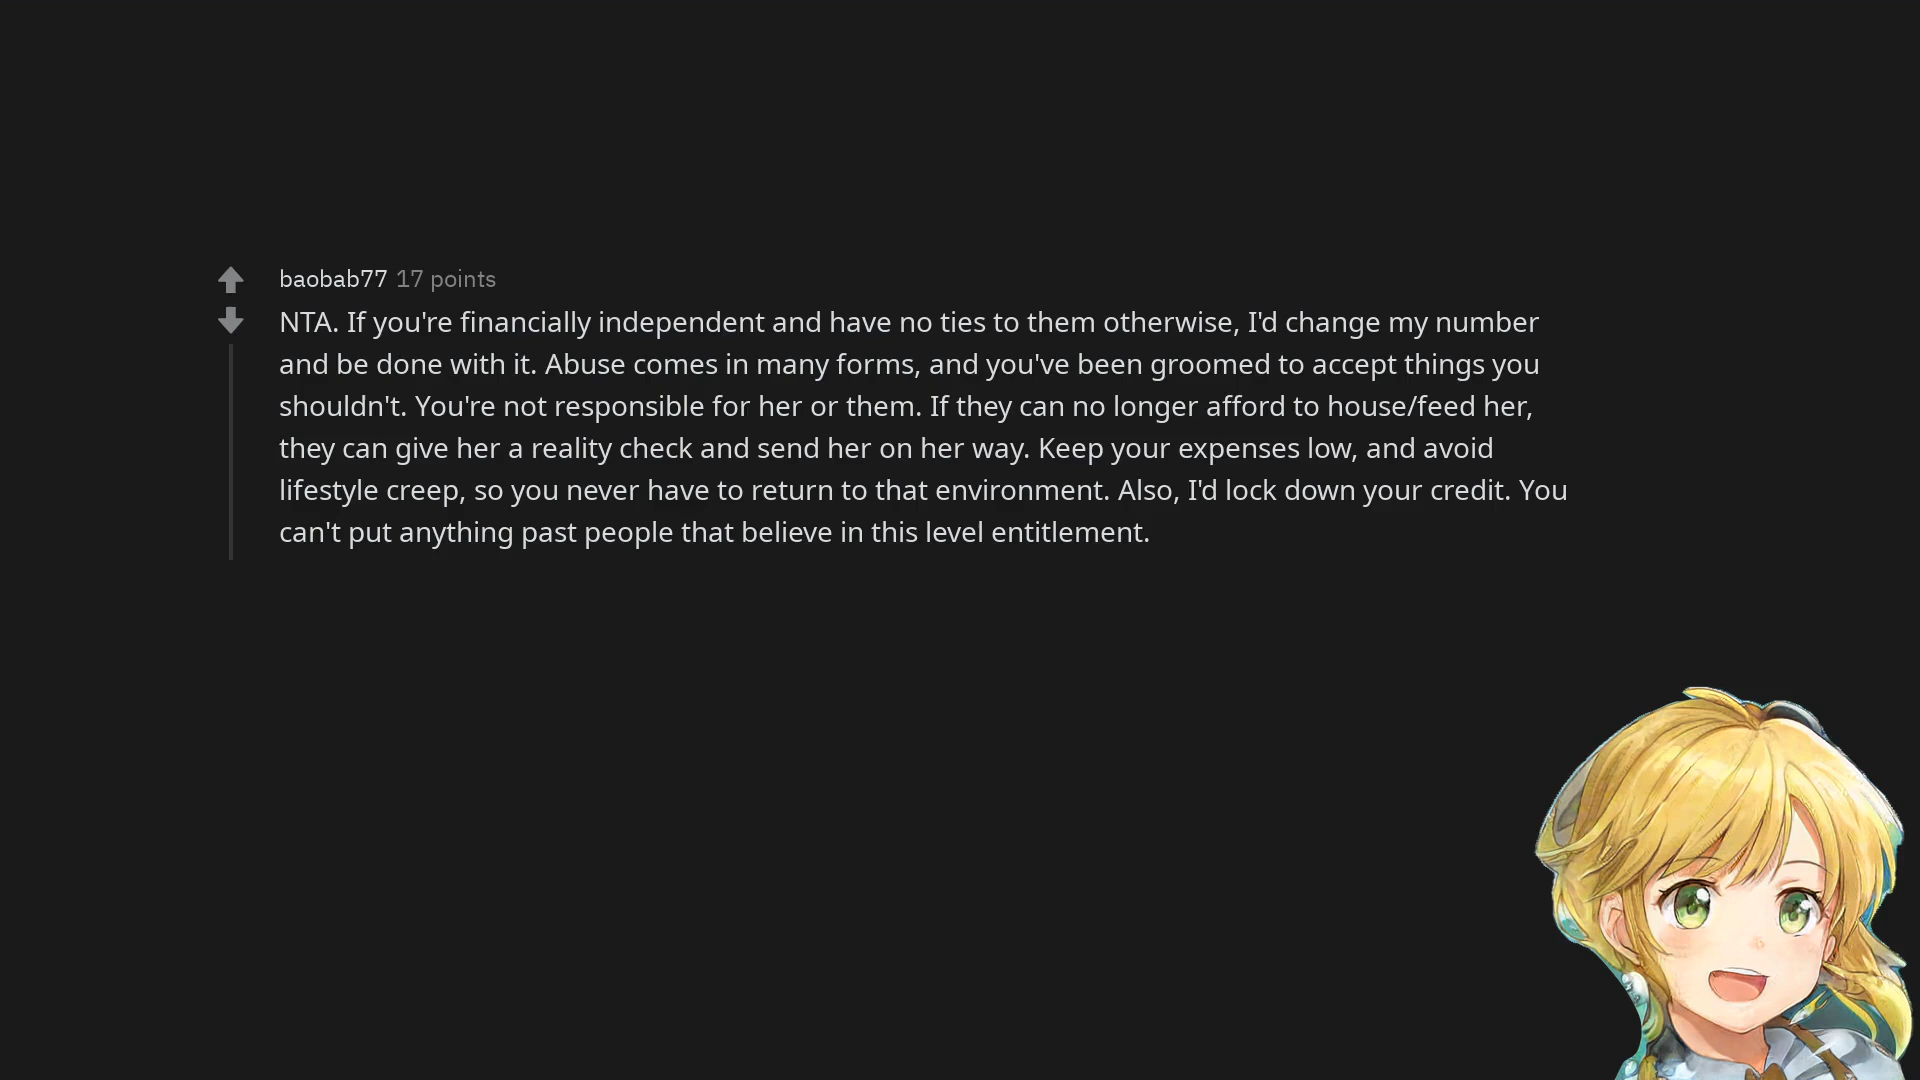 baobab77 17 points
NTA. If you're financially independent and have no ties to them otherwise, I'd change my number
and be done with it. Abuse comes in many forms, and you've been groomed to accept things you
shouldn't. You're not responsible for her or them. If they can no longer afford to house/feed her,
they can give her a reality check and send her on her way. Keep your expenses low, and avoid
lifestyle creep, so you never have to return to that environment. Also, I'd lock down your credit. You
can't put anything past people that believe in this level entitlement.